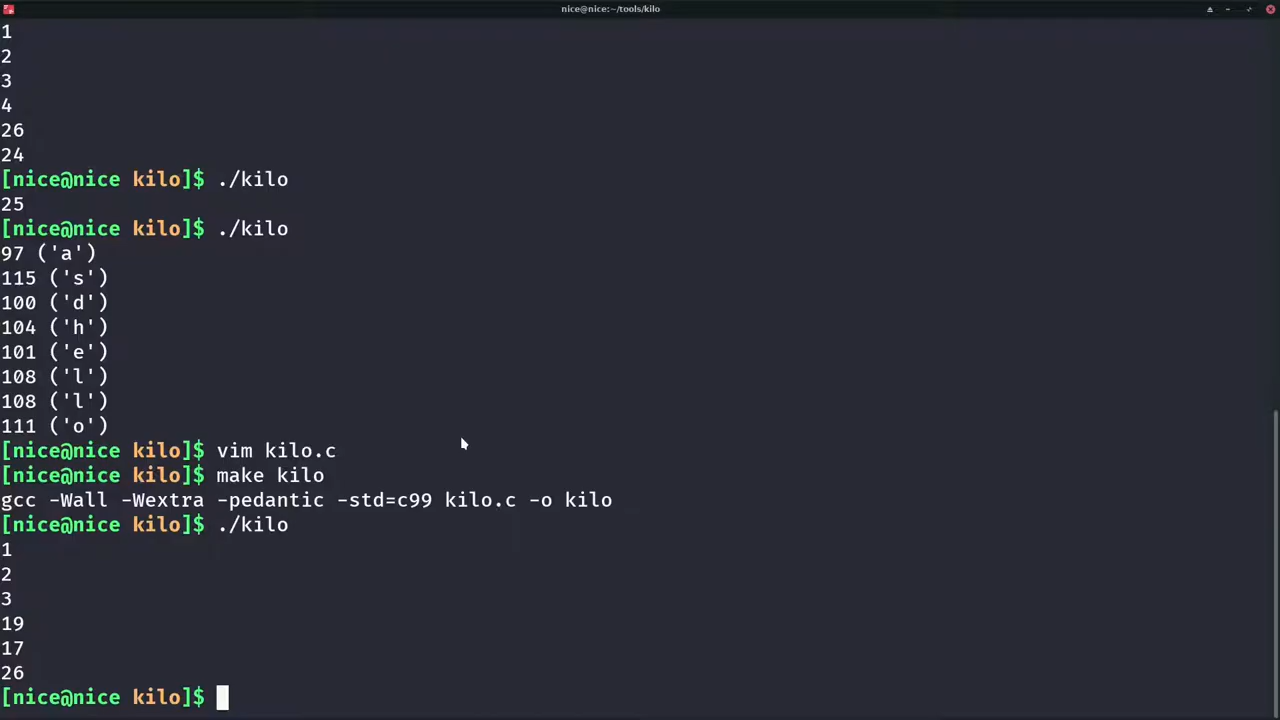 nice@nice:~/tools/kilo
1
2
3
4
26
24
[nice@nice kilo]$ ./kilo
25
[nice@nice kilo]$ ./kilo
97 ('a')
115 ('s')
100 ('d')
104 ('h')
101 ('e')
108 ('l')
108 ('l')
111 ('o')
[nice@nice kilo]$ vim kilo.c
[nice@nice kilo]$ make kilo
gcc -Wall -Wextra -pedantic -std=c99 kilo.c -o kilo
[nice@nice kilo]$ ./kilo
1
2
3
19
17
26
[nice@nice kilo]$